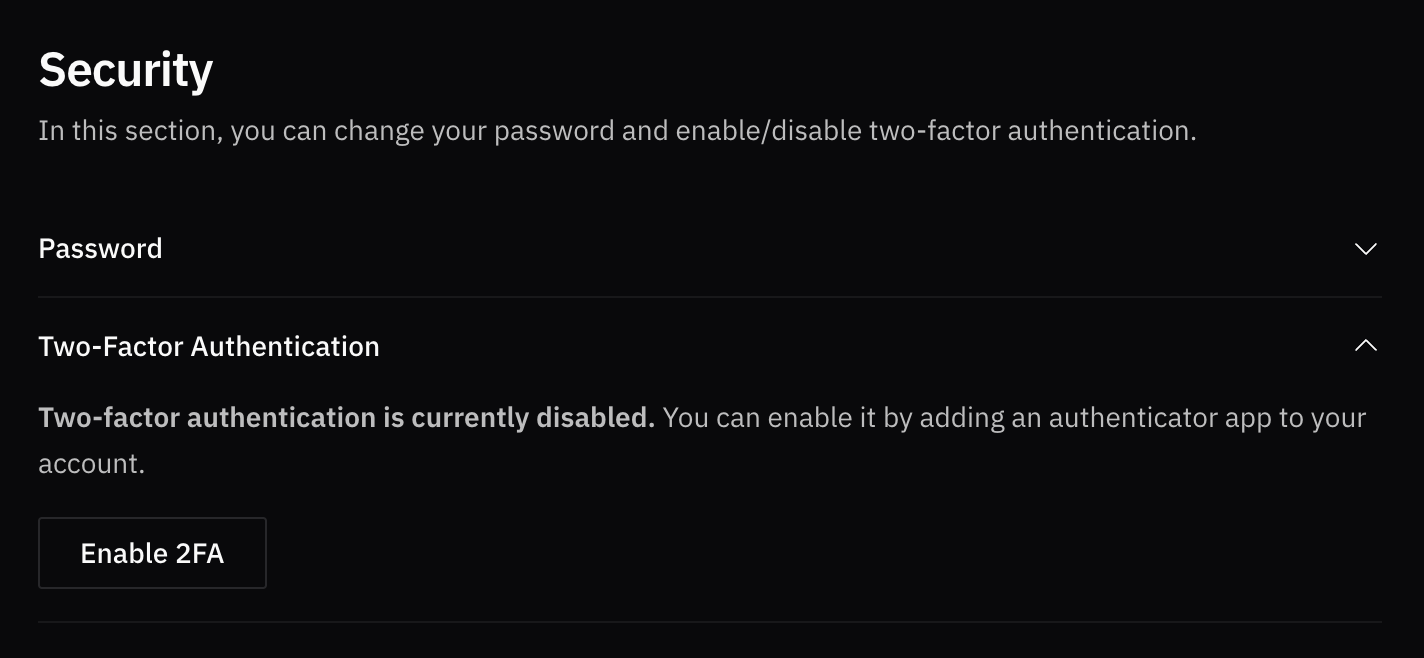 Security
In this section, you can change your password and enable/disable two-factor authentication.
Password
Two-Factor Authentication
Two-factor authentication is currently disabled. You can enable it by adding an authenticator app to your
account.
Enable 2FA